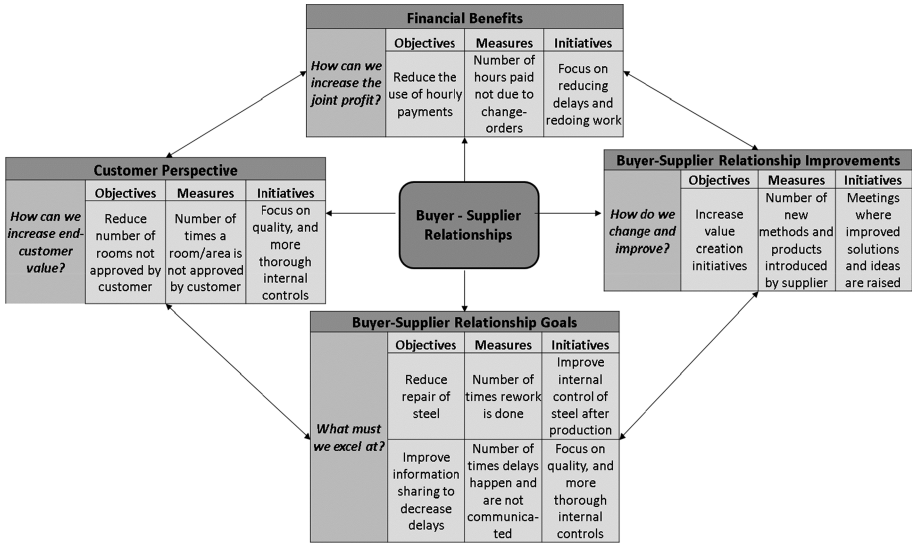 Financial Benefits
How can we
increase the
joint profit?
Objectives
Measures
Initiatives
Reduce the
use of hourly
payments
Number of
hours paid
not due to
change-
orders
Focus on
reducing
delays and
redoing work
Customer Perspective
How can we
increase end-
customer
value?
Objectives
Measures
Initiatives
Reduce
number of
rooms not
approved by
customer
Number of
times a
room/area is
not approved
by customer
Focus on
quality, and
more
thorough
internal
controls
Buyer - Supplier
Relationships
Buyer-Supplier Relationship Improvements
How do we
change and
improve?
Objectives
Measures
Initiatives
Increase
value
creation
initiatives
Number of
new
methods and
products
introduced
by supplier
Meetings
where
improved
solutions
and ideas
are raised
Buyer-Supplier Relationship Goals
What must
we excel at?
Objectives
Measures
Initiatives
Reduce
repair of
steel
Number of
times rework
is done
Improve
internal
control of
steel after
production
Improve
information
sharing to
decrease
delays
Number of
times delays
happen and
are not
communica-
ted
Focus on
quality, and
more
thorough
internal
controls